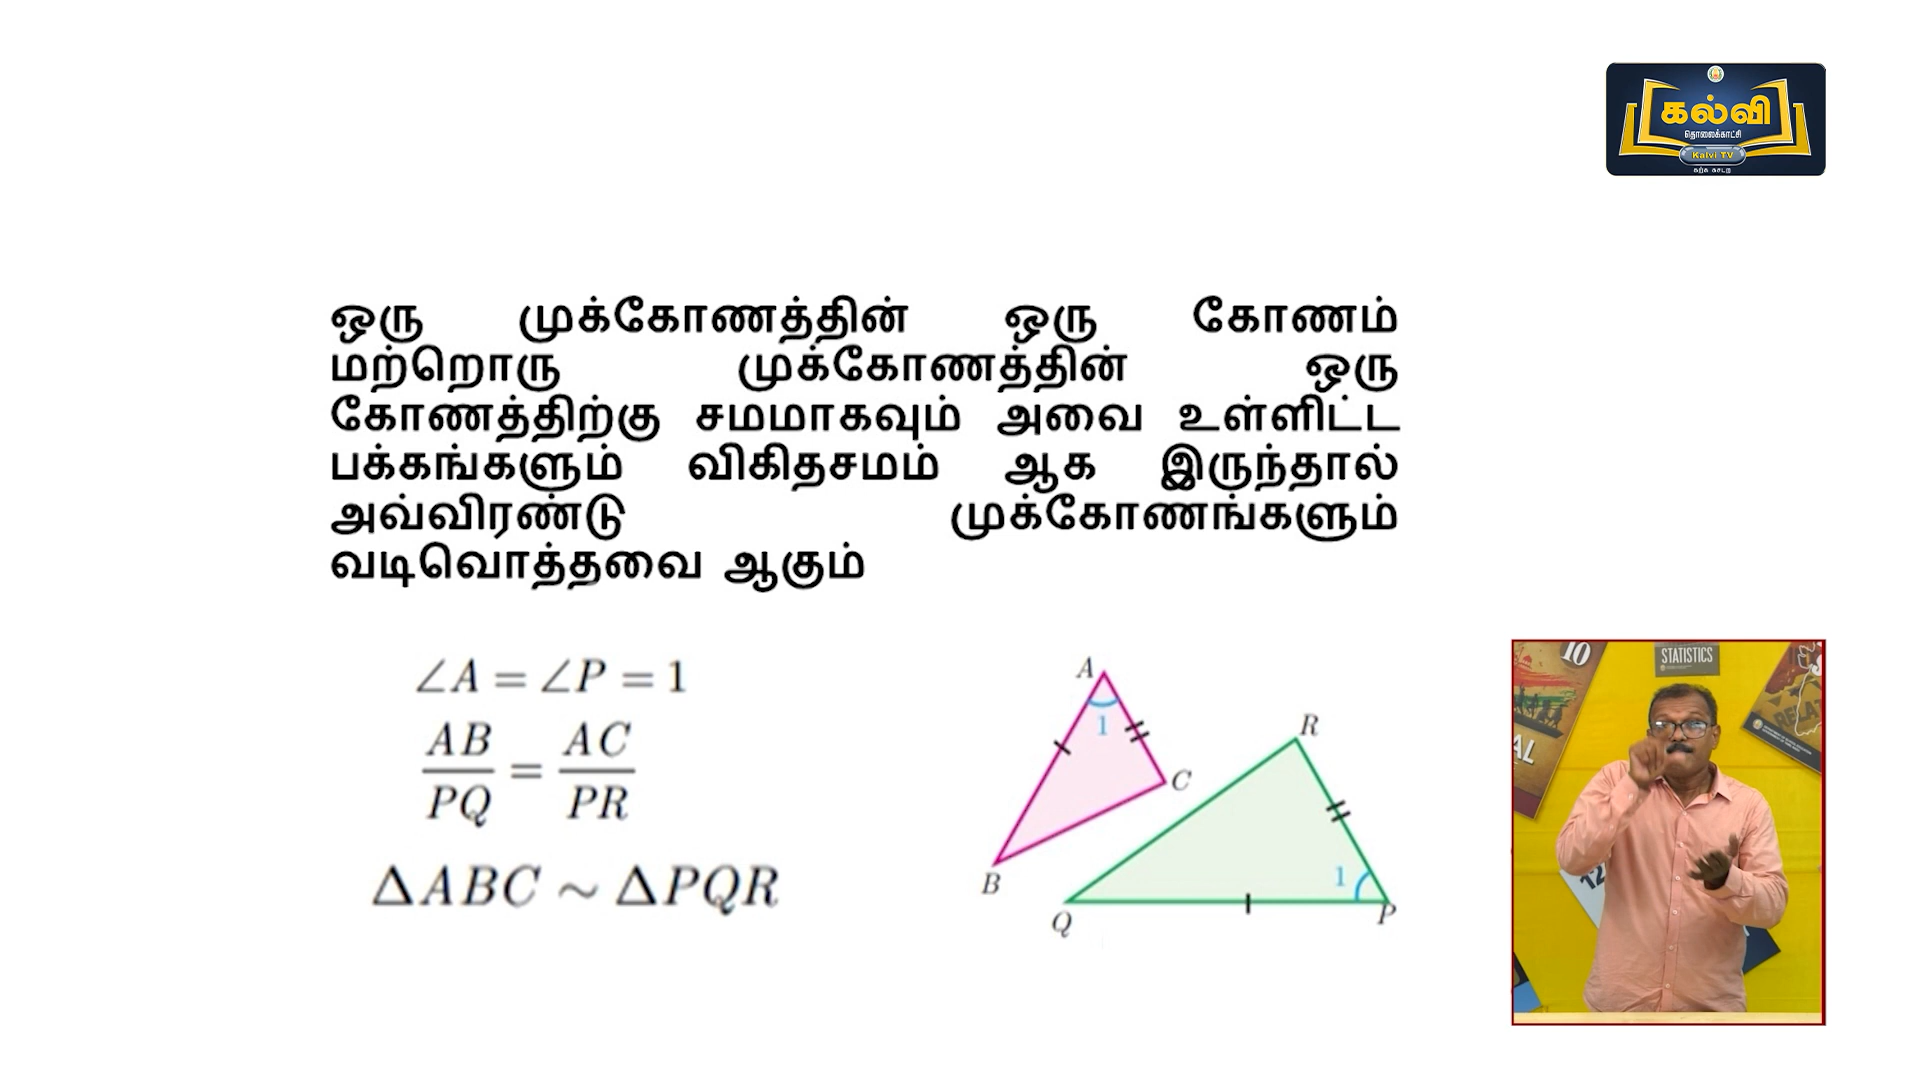 கல்வி
தொலைக்காட்சி
Kalvi TV
கற்க கசடற
ஒரு முக்கோணத்தின் ஒரு கோணம்
மற்றொரு முக்கோணத்தின் ஒரு
கோணத்திற்கு சமமாகவும் அவை உள்ளிட்ட
பக்கங்களும் விகிதசமம் ஆக இருந்தால்
அவ்விரண்டு முக்கோணங்களும்
வடிவொத்தவை ஆகும்
∠A = ∠P = 1
AB/PQ = AC/PR
ΔABC ~ ΔPQR
A
1
C
B
R
1
Q
P
10
STATISTICS